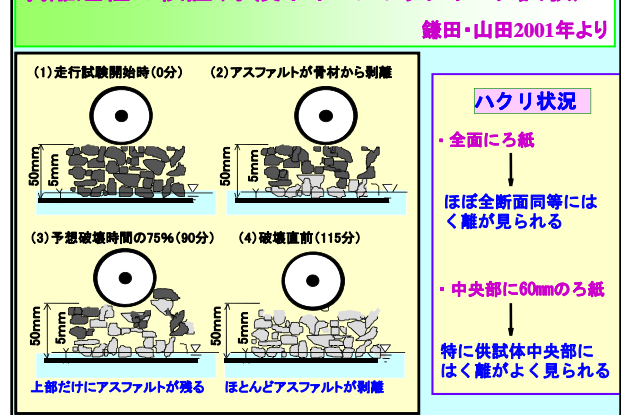 鎌田・山田2001年より
(1)走行試験開始時(0分)
50mm
5mm
(2)アスファルトが骨材から剥離
50mm
5mm
(3)予想破壊時間の75%(90分)
50mm
5mm
上部だけにアスファルトが残る
(4)破壊直前(115分)
50mm
5mm
ほとんどアスファルトが剥離
ハクリ状況
・全面にろ紙
ほぼ全断面同等には
く離が見られる
・中央部に60mmのろ紙
特に供試体中央部に
はく離がよく見られる